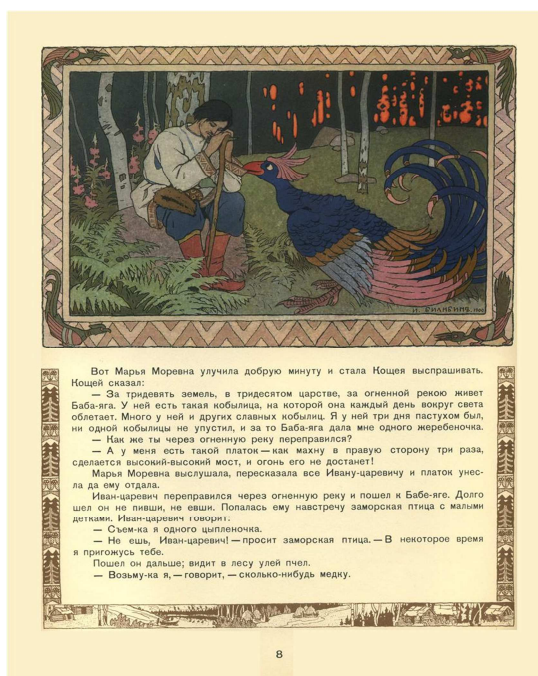 И. БИЛИБИНЪ. 1900
Вот Марья Моревна улучила добрую минуту и стала Кощея выспрашивать.
Кощей сказал:
— За тридевять земель, в тридесятом царстве, за огненной рекою живет
Баба-яга. У ней есть такая кобылица, на которой она каждый день вокруг света
облетает. Много у ней и других славных кобылиц. Я у ней три дня пастухом был,
ни одной кобылицы не упустил, и за то Баба-яга дала мне одного жеребеночка.
— Как же ты через огненную реку переправился?
— А у меня есть такой платок — как махну в правую сторону три раза,
сделается высокий-высокий мост, и огонь его не достанет!
Марья Моревна выслушала, пересказала все Ивану-царевичу и платок унес-
ла да ему отдала.
Иван-царевич переправился через огненную реку и пошел к Бабе-яге. Долго
шел он не пивши, не евши. Попалась ему навстречу заморская птица с малыми
детками. Иван-царевич говорит:
— Съем-ка я одного цыпленочка.
— Не ешь, Иван-царевич! — просит заморская птица. — В некоторое время
я пригожусь тебе.
Пошел он дальше; видит в лесу улей пчел.
— Возьму-ка я, — говорит, — сколько-нибудь медку.
8